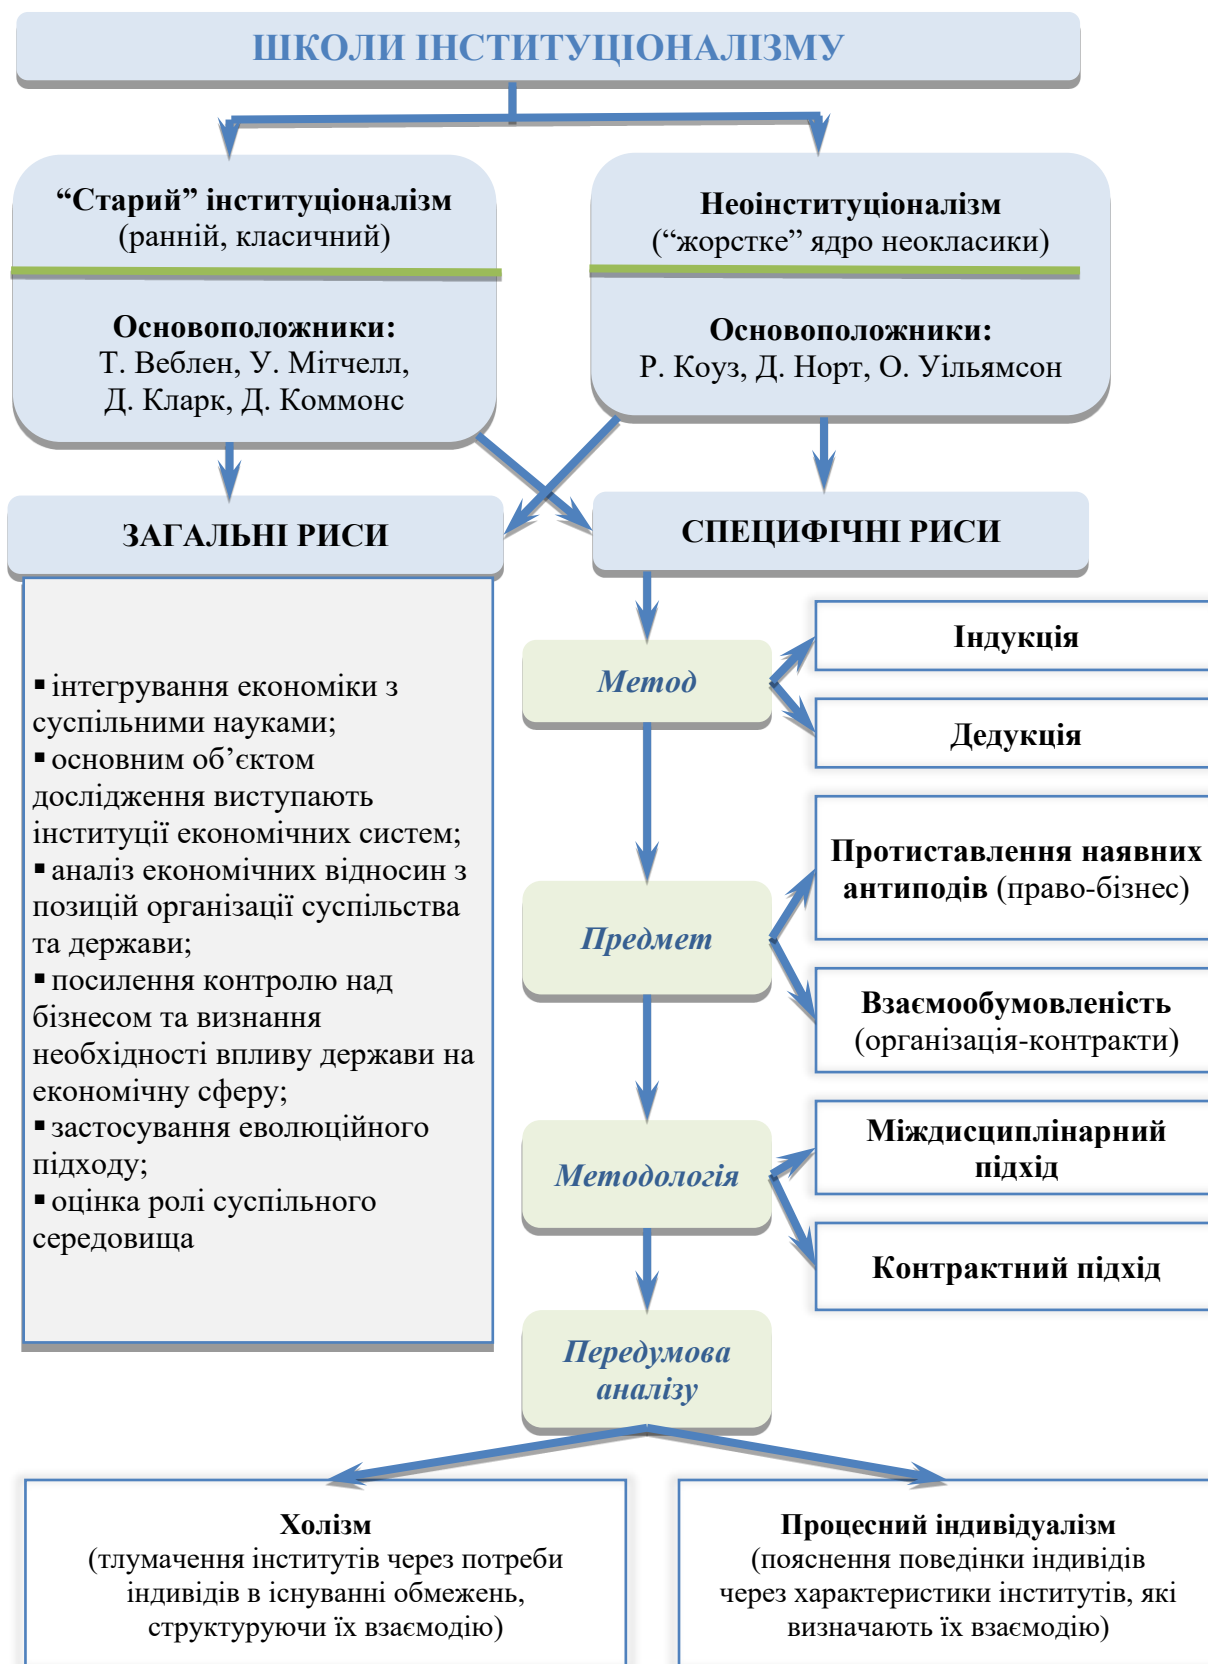 ШКОЛИ ІНСТИТУЦІОНАЛІЗМУ
“Старий” інституціоналізм
(ранній, класичний)
Основоположники:
Т. Веблен, У. Мітчелл,
Д. Кларк, Д. Коммонс
Неоінституціоналізм
(“жорстке” ядро неокласики)
Основоположники:
Р. Коуз, Д. Норт, О. Уільямсон
ЗАГАЛЬНІ РИСИ
▪ інтегрування економіки з
суспільними науками;
▪ основним об’єктом
дослідження виступають
інституції економічних систем;
▪ аналіз економічних відносин з
позицій організації суспільства
та держави;
▪ посилення контролю над
бізнесом та визнання
необхідності впливу держави на
економічну сферу;
▪ застосування еволюційного
підходу;
▪ оцінка ролі суспільного
середовища
СПЕЦИФІЧНІ РИСИ
Метод
Індукція
Дедукція
Предмет
Протиставлення наявних
антиподів (право-бізнес)
Взаємообумовленість
(організація-контракти)
Методологія
Міждисциплінарний
підхід
Контрактний підхід
Передумова
аналізу
Холізм
(тлумачення інститутів через потреби
індивідів в існуванні обмежень,
структуруючи їх взаємодію)
Процесний індивідуалізм
(пояснення поведінки індивідів
через характеристики інститутів, які
визначають їх взаємодію)